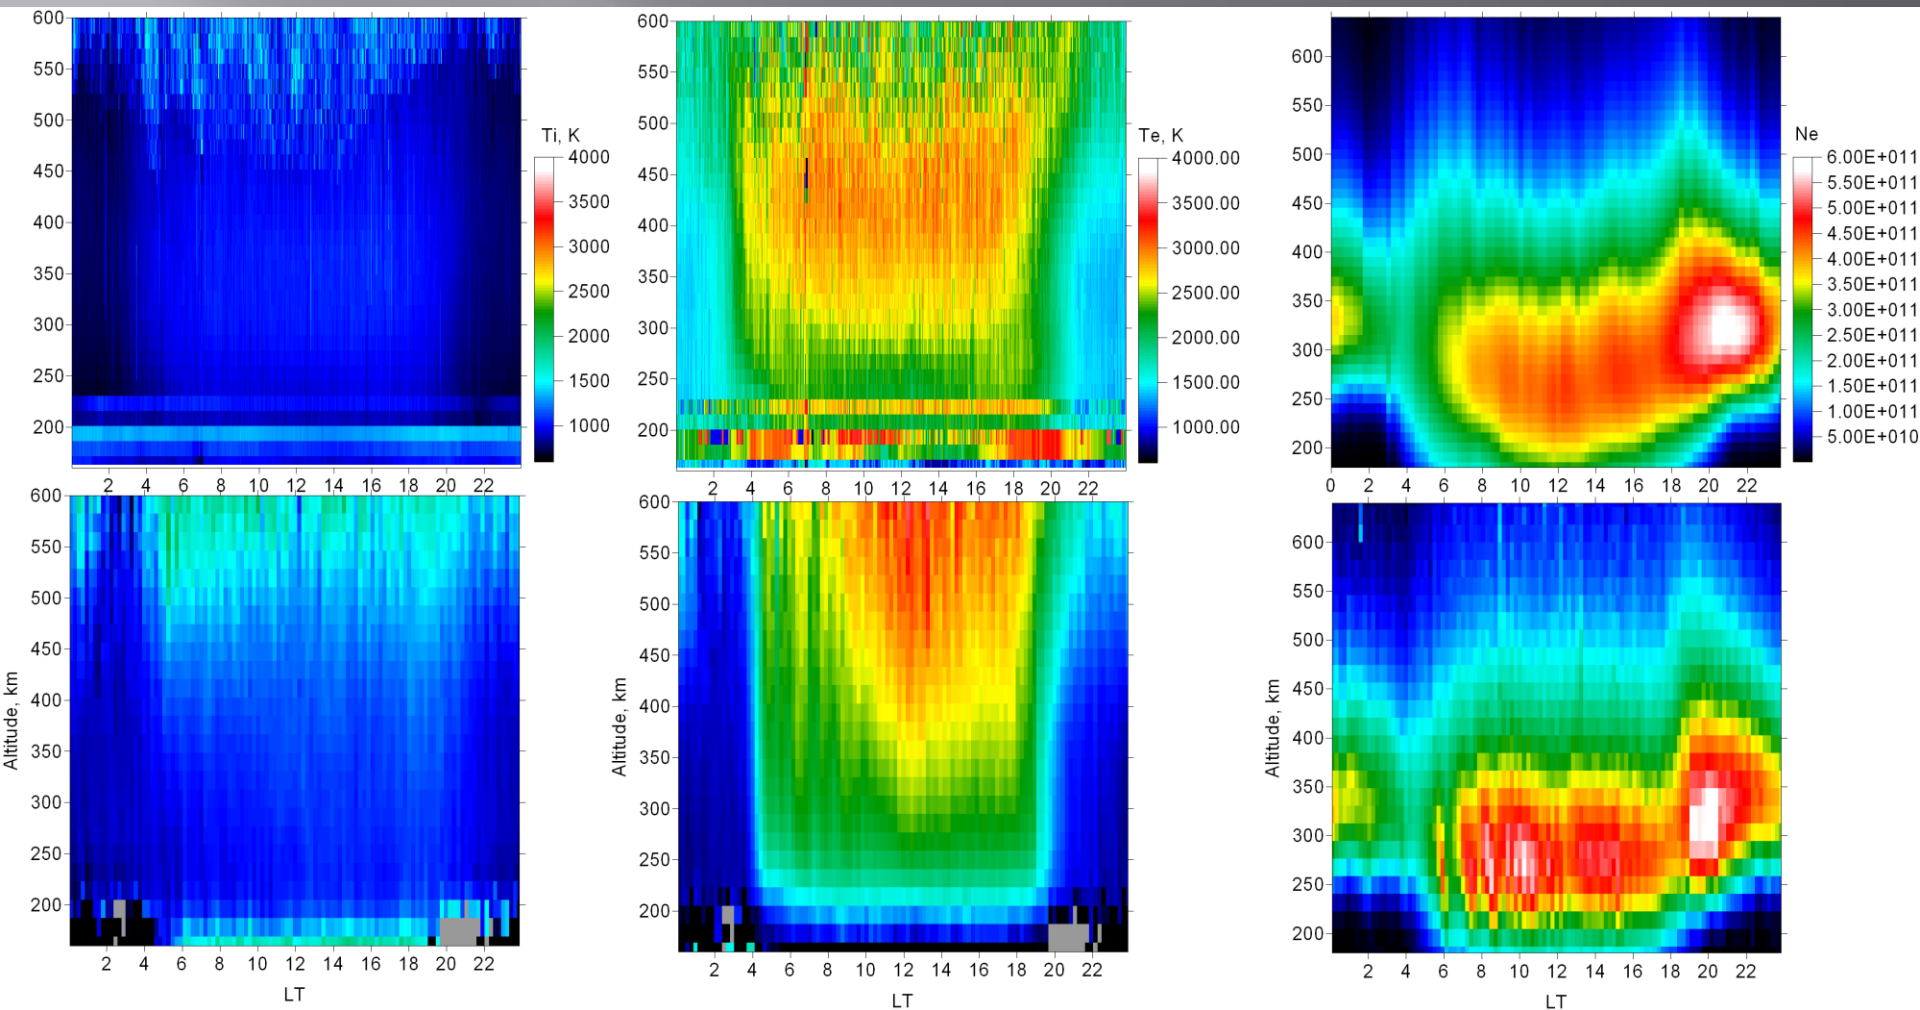 600
550
500
450
400
350
300
250
200
2 4 6 8 10 12 14 16 18 20 22
Ti, K
4000
3500
3000
2500
2000
1500
1000
600
550
500
450
400
350
300
250
200
2 4 6 8 10 12 14 16 18 20 22
Te, K
4000.00
3500.00
3000.00
2500.00
2000.00
1500.00
1000.00
600
550
500
450
400
350
300
250
200
0 2 4 6 8 10 12 14 16 18 20 22
Ne
6.00E+011
5.50E+011
5.00E+011
4.50E+011
4.00E+011
3.50E+011
3.00E+011
2.50E+011
2.00E+011
1.50E+011
1.00E+011
5.00E+010
Altitude, km
600
550
500
450
400
350
300
250
200
2 4 6 8 10 12 14 16 18 20 22
LT
Altitude, km
600
550
500
450
400
350
300
250
200
2 4 6 8 10 12 14 16 18 20 22
LT
Altitude, km
600
550
500
450
400
350
300
250
200
2 4 6 8 10 12 14 16 18 20 22
LT